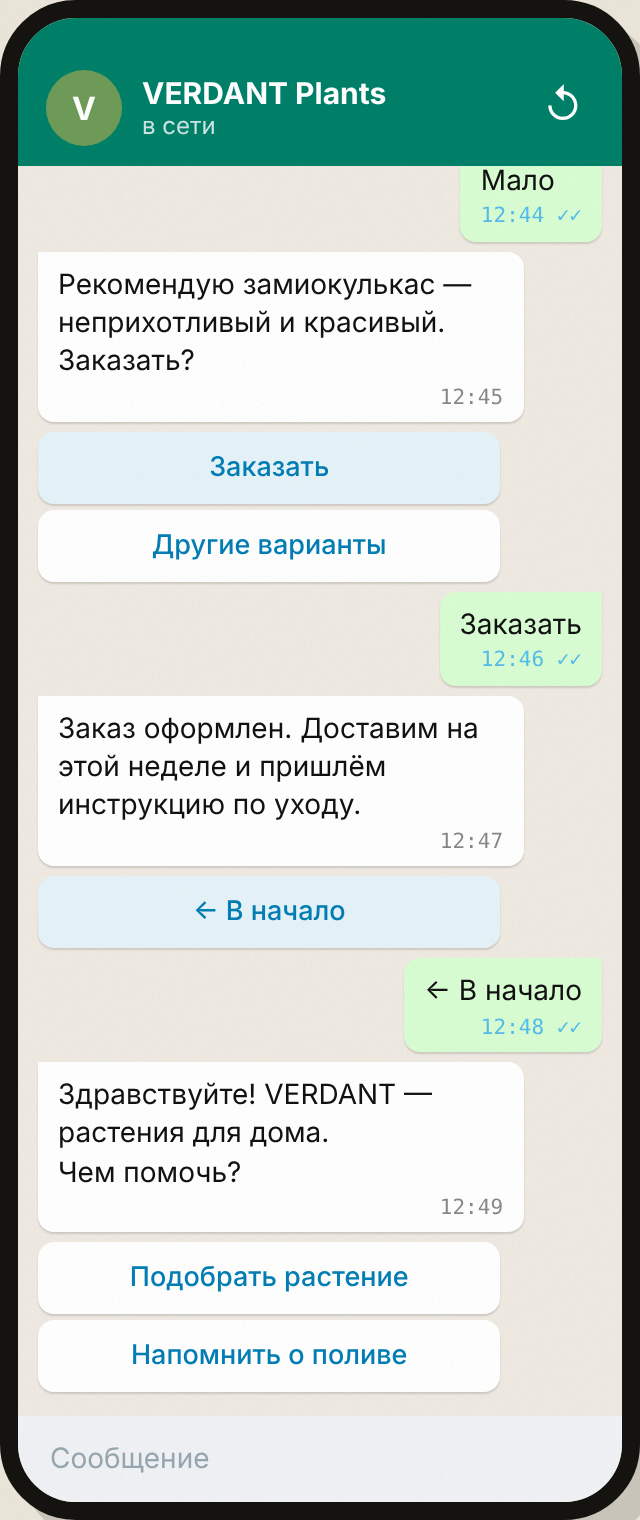 V
VERDANT Plants
в сети
Мало
12:44 ✓✓
Рекомендую замиокулькас —
неприхотливый и красивый.
Заказать?
12:45
Заказать
Другие варианты
Заказать
12:46 ✓✓
Заказ оформлен. Доставим на
этой неделе и пришлём
инструкцию по уходу.
12:47
← В начало
← В начало
12:48 ✓✓
Здравствуйте! VERDANT —
растения для дома.
Чем помочь?
12:49
Подобрать растение
Напомнить о поливе
Сообщение